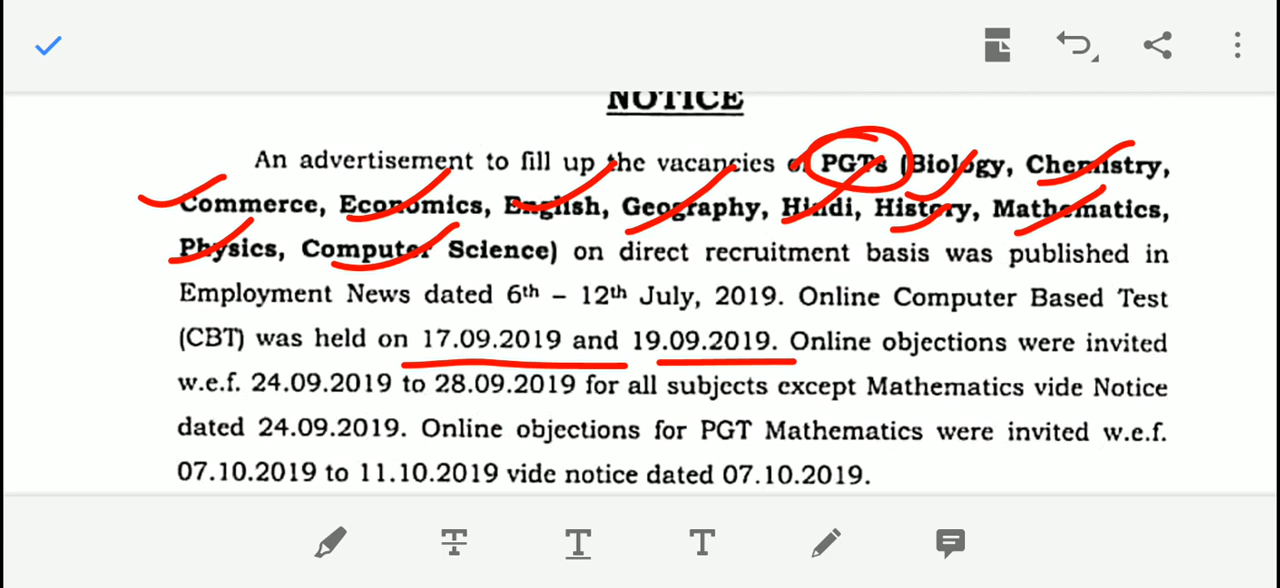 NOTICE
An advertisement to fill up the vacancies of PGTs (Biology, Chemistry,
Commerce, Economics, English, Geography, Hindi, History, Mathematics,
Physics, Computer Science) on direct recruitment basis was published in
Employment News dated 6th – 12th July, 2019. Online Computer Based Test
(CBT) was held on 17.09.2019 and 19.09.2019. Online objections were invited
w.e.f. 24.09.2019 to 28.09.2019 for all subjects except Mathematics vide Notice
dated 24.09.2019. Online objections for PGT Mathematics were invited w.e.f.
07.10.2019 to 11.10.2019 vide notice dated 07.10.2019.